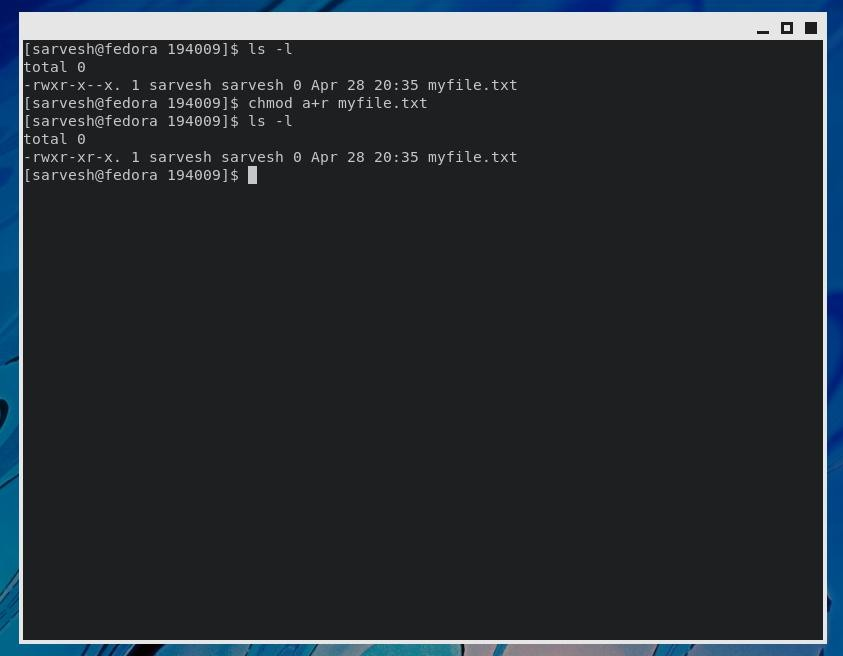 [sarvesh@fedora 194009]$ ls -l
total 0
-rwxr-x--x. 1 sarvesh sarvesh 0 Apr 28 20:35 myfile.txt
[sarvesh@fedora 194009]$ chmod a+r myfile.txt
[sarvesh@fedora 194009]$ ls -l
total 0
-rwxr-xr-x. 1 sarvesh sarvesh 0 Apr 28 20:35 myfile.txt
[sarvesh@fedora 194009]$